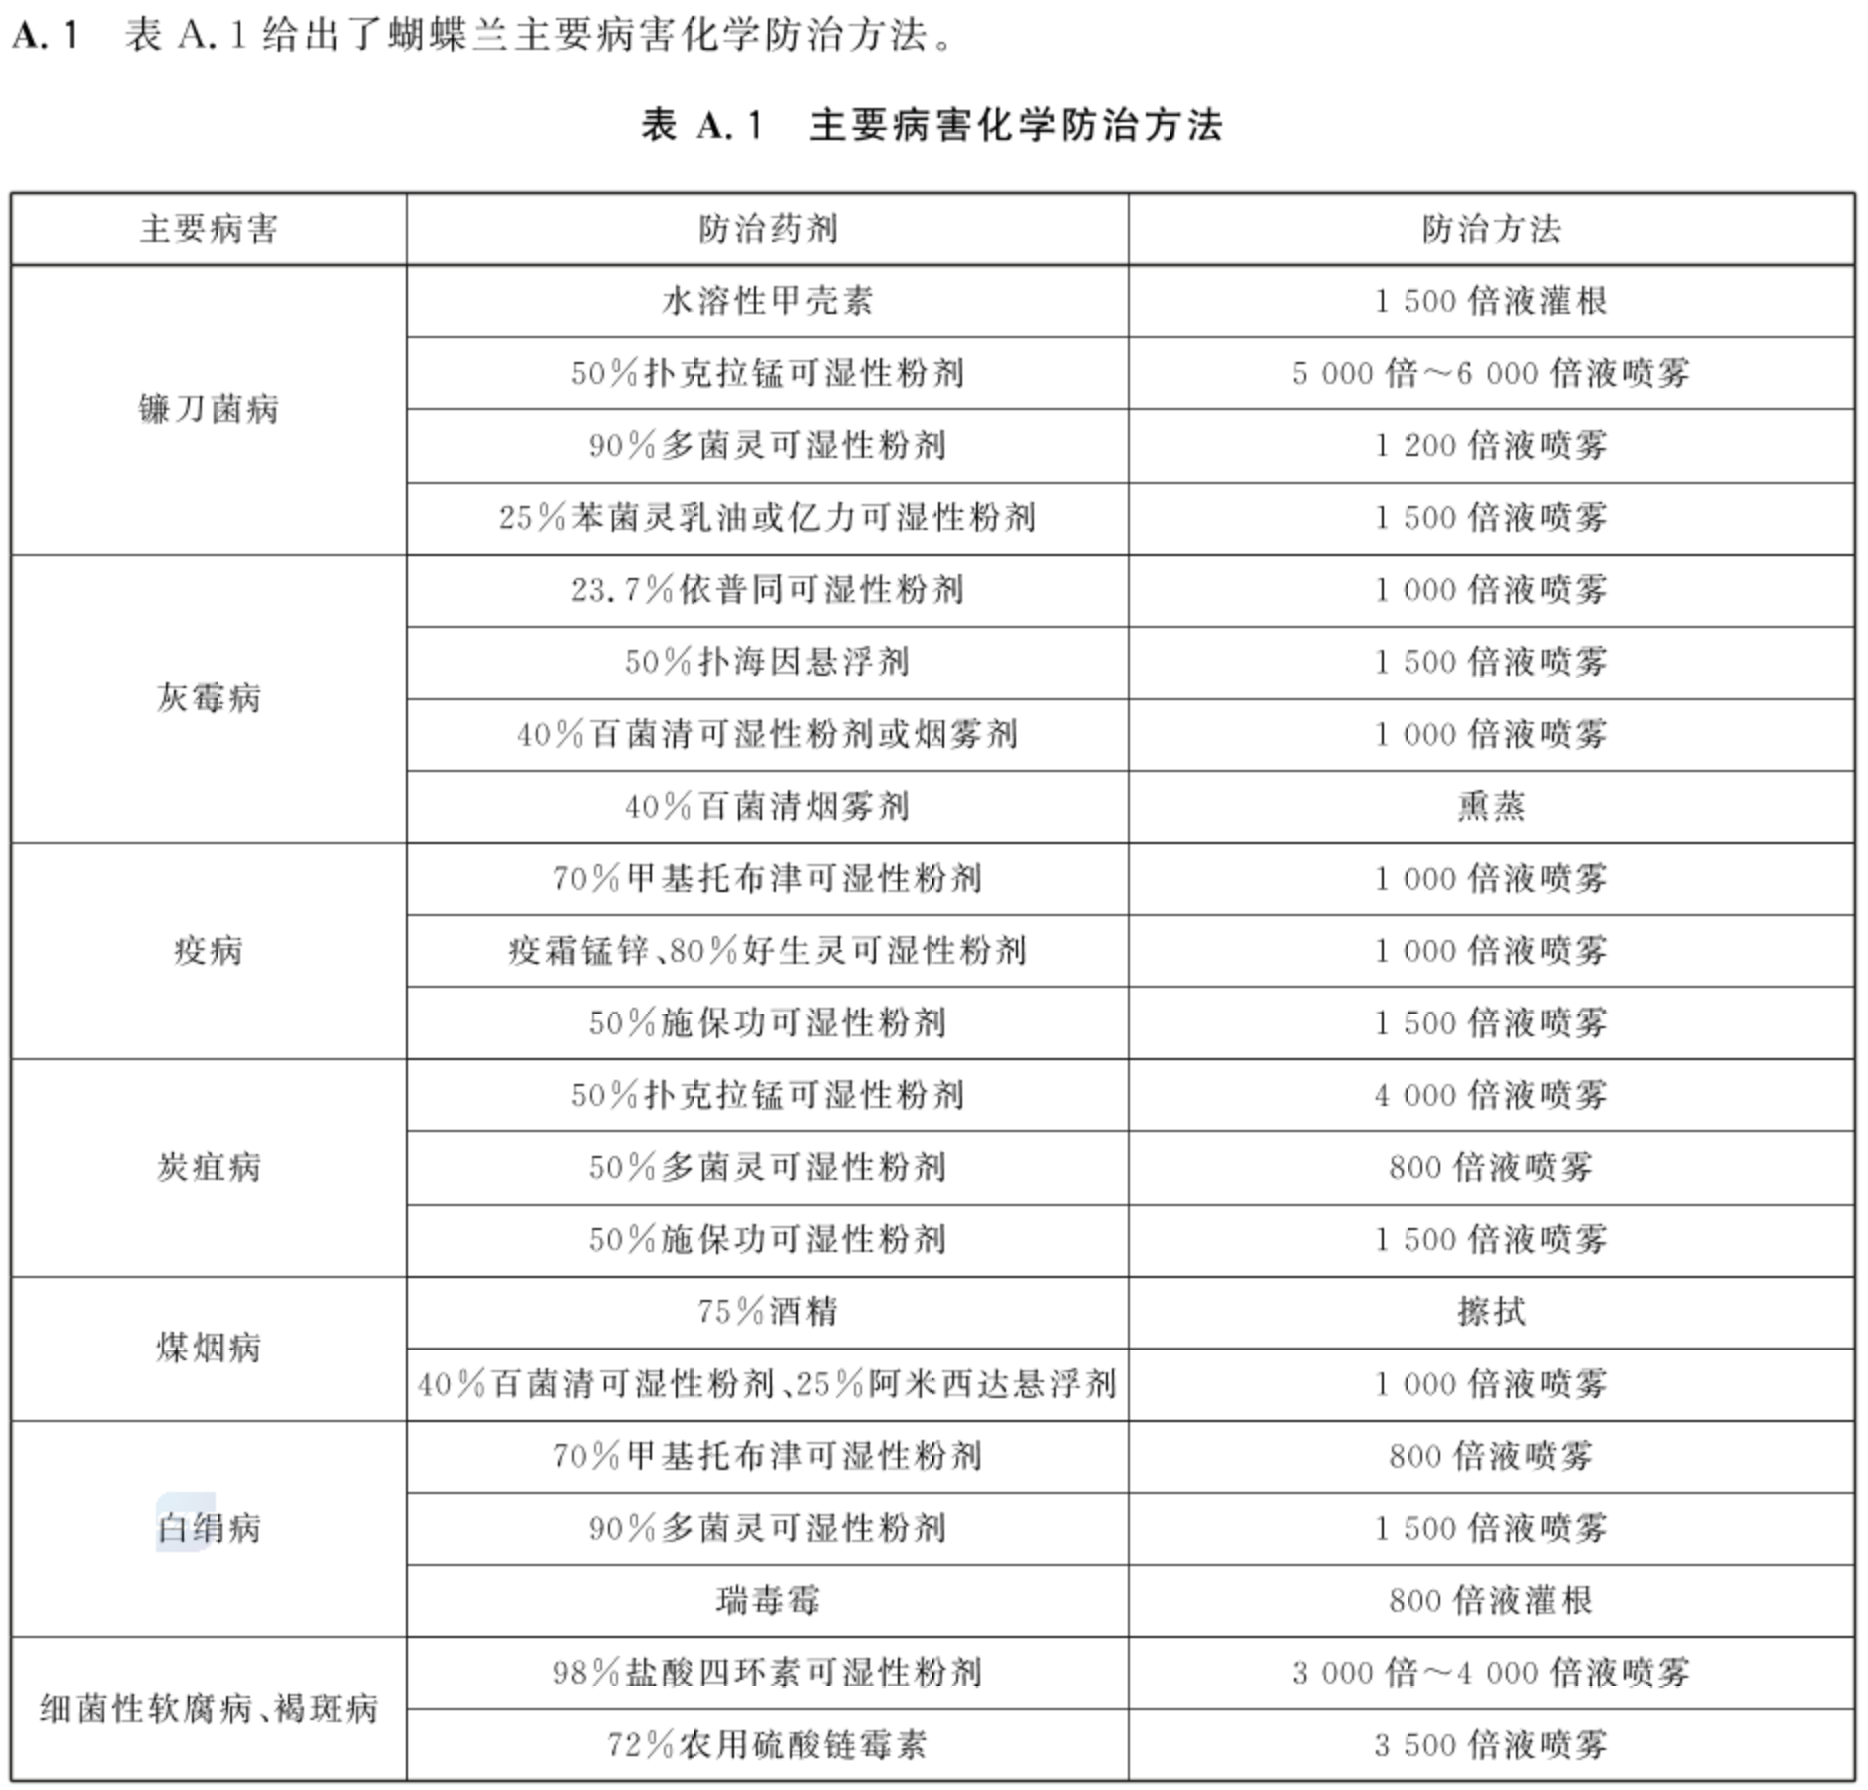 A.1 表 A.1 给出了蝴蝶兰主要病害化学防治方法。
表 A.1 主要病害化学防治方法
主要病害 防治药剂 防治方法
镰刀菌病
水溶性甲壳素 1 500 倍液灌根
50%扑克拉锰可湿性粉剂 5 000 倍～6 000 倍液喷雾
90%多菌灵可湿性粉剂 1 200 倍液喷雾
25%苯菌灵乳油或亿力可湿性粉剂 1 500 倍液喷雾
灰霉病
23.7%依普同可湿性粉剂 1 000 倍液喷雾
50%扑海因悬浮剂 1 500 倍液喷雾
40%百菌清可湿性粉剂或烟雾剂 1 000 倍液喷雾
40%百菌清烟雾剂 熏蒸
疫病
70%甲基托布津可湿性粉剂 1 000 倍液喷雾
疫霜锰锌、80%好生灵可湿性粉剂 1 000 倍液喷雾
50%施保功可湿性粉剂 1 500 倍液喷雾
炭疽病
50%扑克拉锰可湿性粉剂 4 000 倍液喷雾
50%多菌灵可湿性粉剂 800 倍液喷雾
50%施保功可湿性粉剂 1 500 倍液喷雾
煤烟病
75%酒精 擦拭
40%百菌清可湿性粉剂、25%阿米西达悬浮剂 1 000 倍液喷雾
白绢病
70%甲基托布津可湿性粉剂 800 倍液喷雾
90%多菌灵可湿性粉剂 1 500 倍液喷雾
瑞毒霉 800 倍液灌根
细菌性软腐病、褐斑病
98%盐酸四环素可湿性粉剂 3 000 倍～4 000 倍液喷雾
72%农用硫酸链霉素 3 500 倍液喷雾